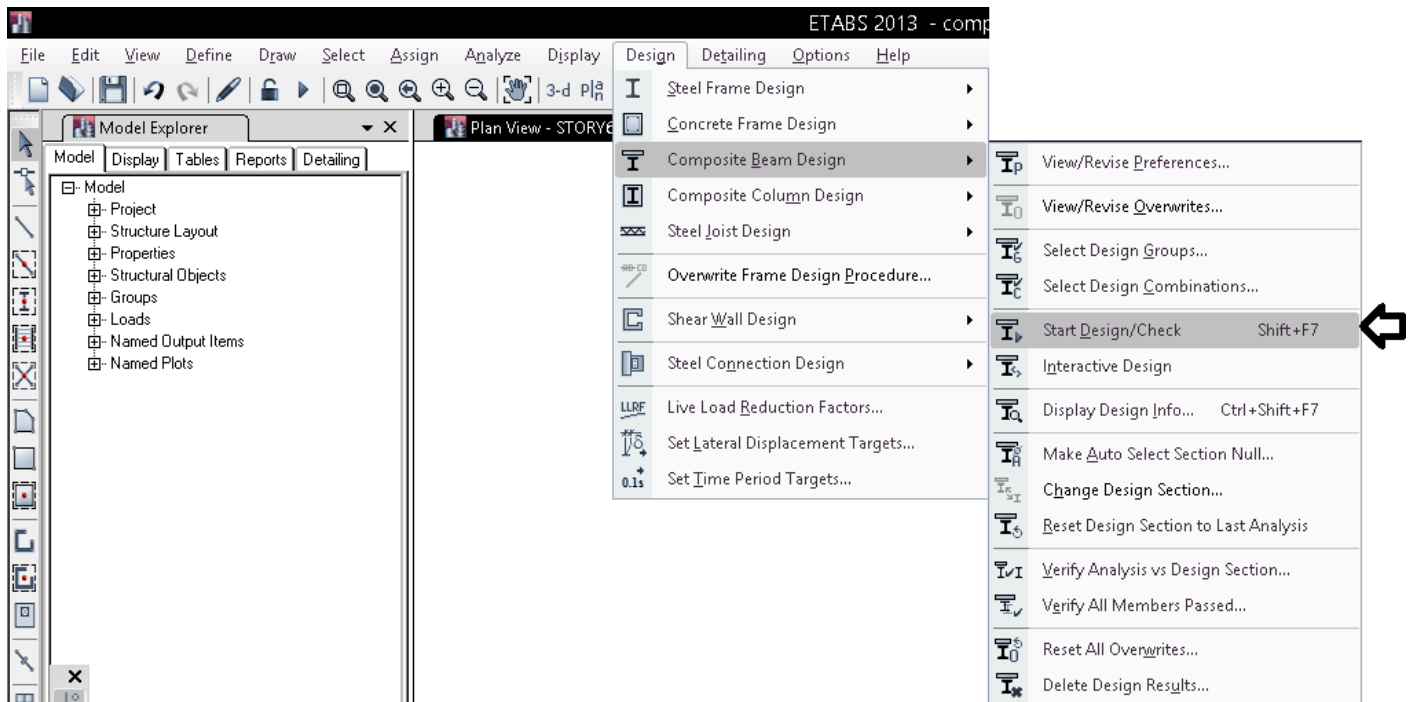 ETABS 2013 - comp
File Edit View Define Draw Select Assign Analyze Display Design Detailing Options Help
3-d
Model Explorer
Plan View - STORY6
Model Display Tables Reports Detailing
Model
Project
Structure Layout
Properties
Structural Objects
Groups
Loads
Named Output Items
Named Plots
Steel Frame Design
Concrete Frame Design
Composite Beam Design
Composite Column Design
Steel Joist Design
Overwrite Frame Design Procedure...
Shear Wall Design
Steel Connection Design
LLRF Live Load Reduction Factors...
Set Lateral Displacement Targets...
0.1s Set Time Period Targets...
View/Revise Preferences...
View/Revise Overwrites...
Select Design Groups...
Select Design Combinations...
Start Design/Check Shift+F7
Interactive Design
Display Design Info... Ctrl+Shift+F7
Make Auto Select Section Null...
Change Design Section...
Reset Design Section to Last Analysis
Verify Analysis vs Design Section...
Verify All Members Passed...
Reset All Overwrites...
Delete Design Results...